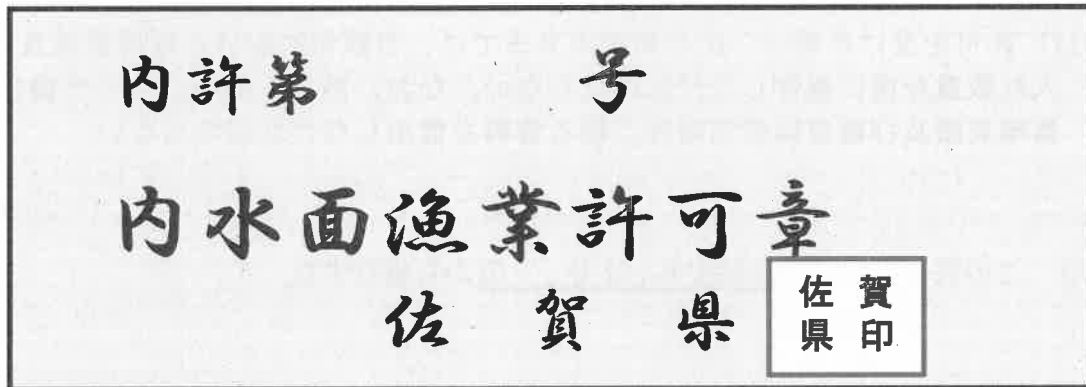 内許第 号
内水面漁業許可章
佐賀県
佐賀
県印